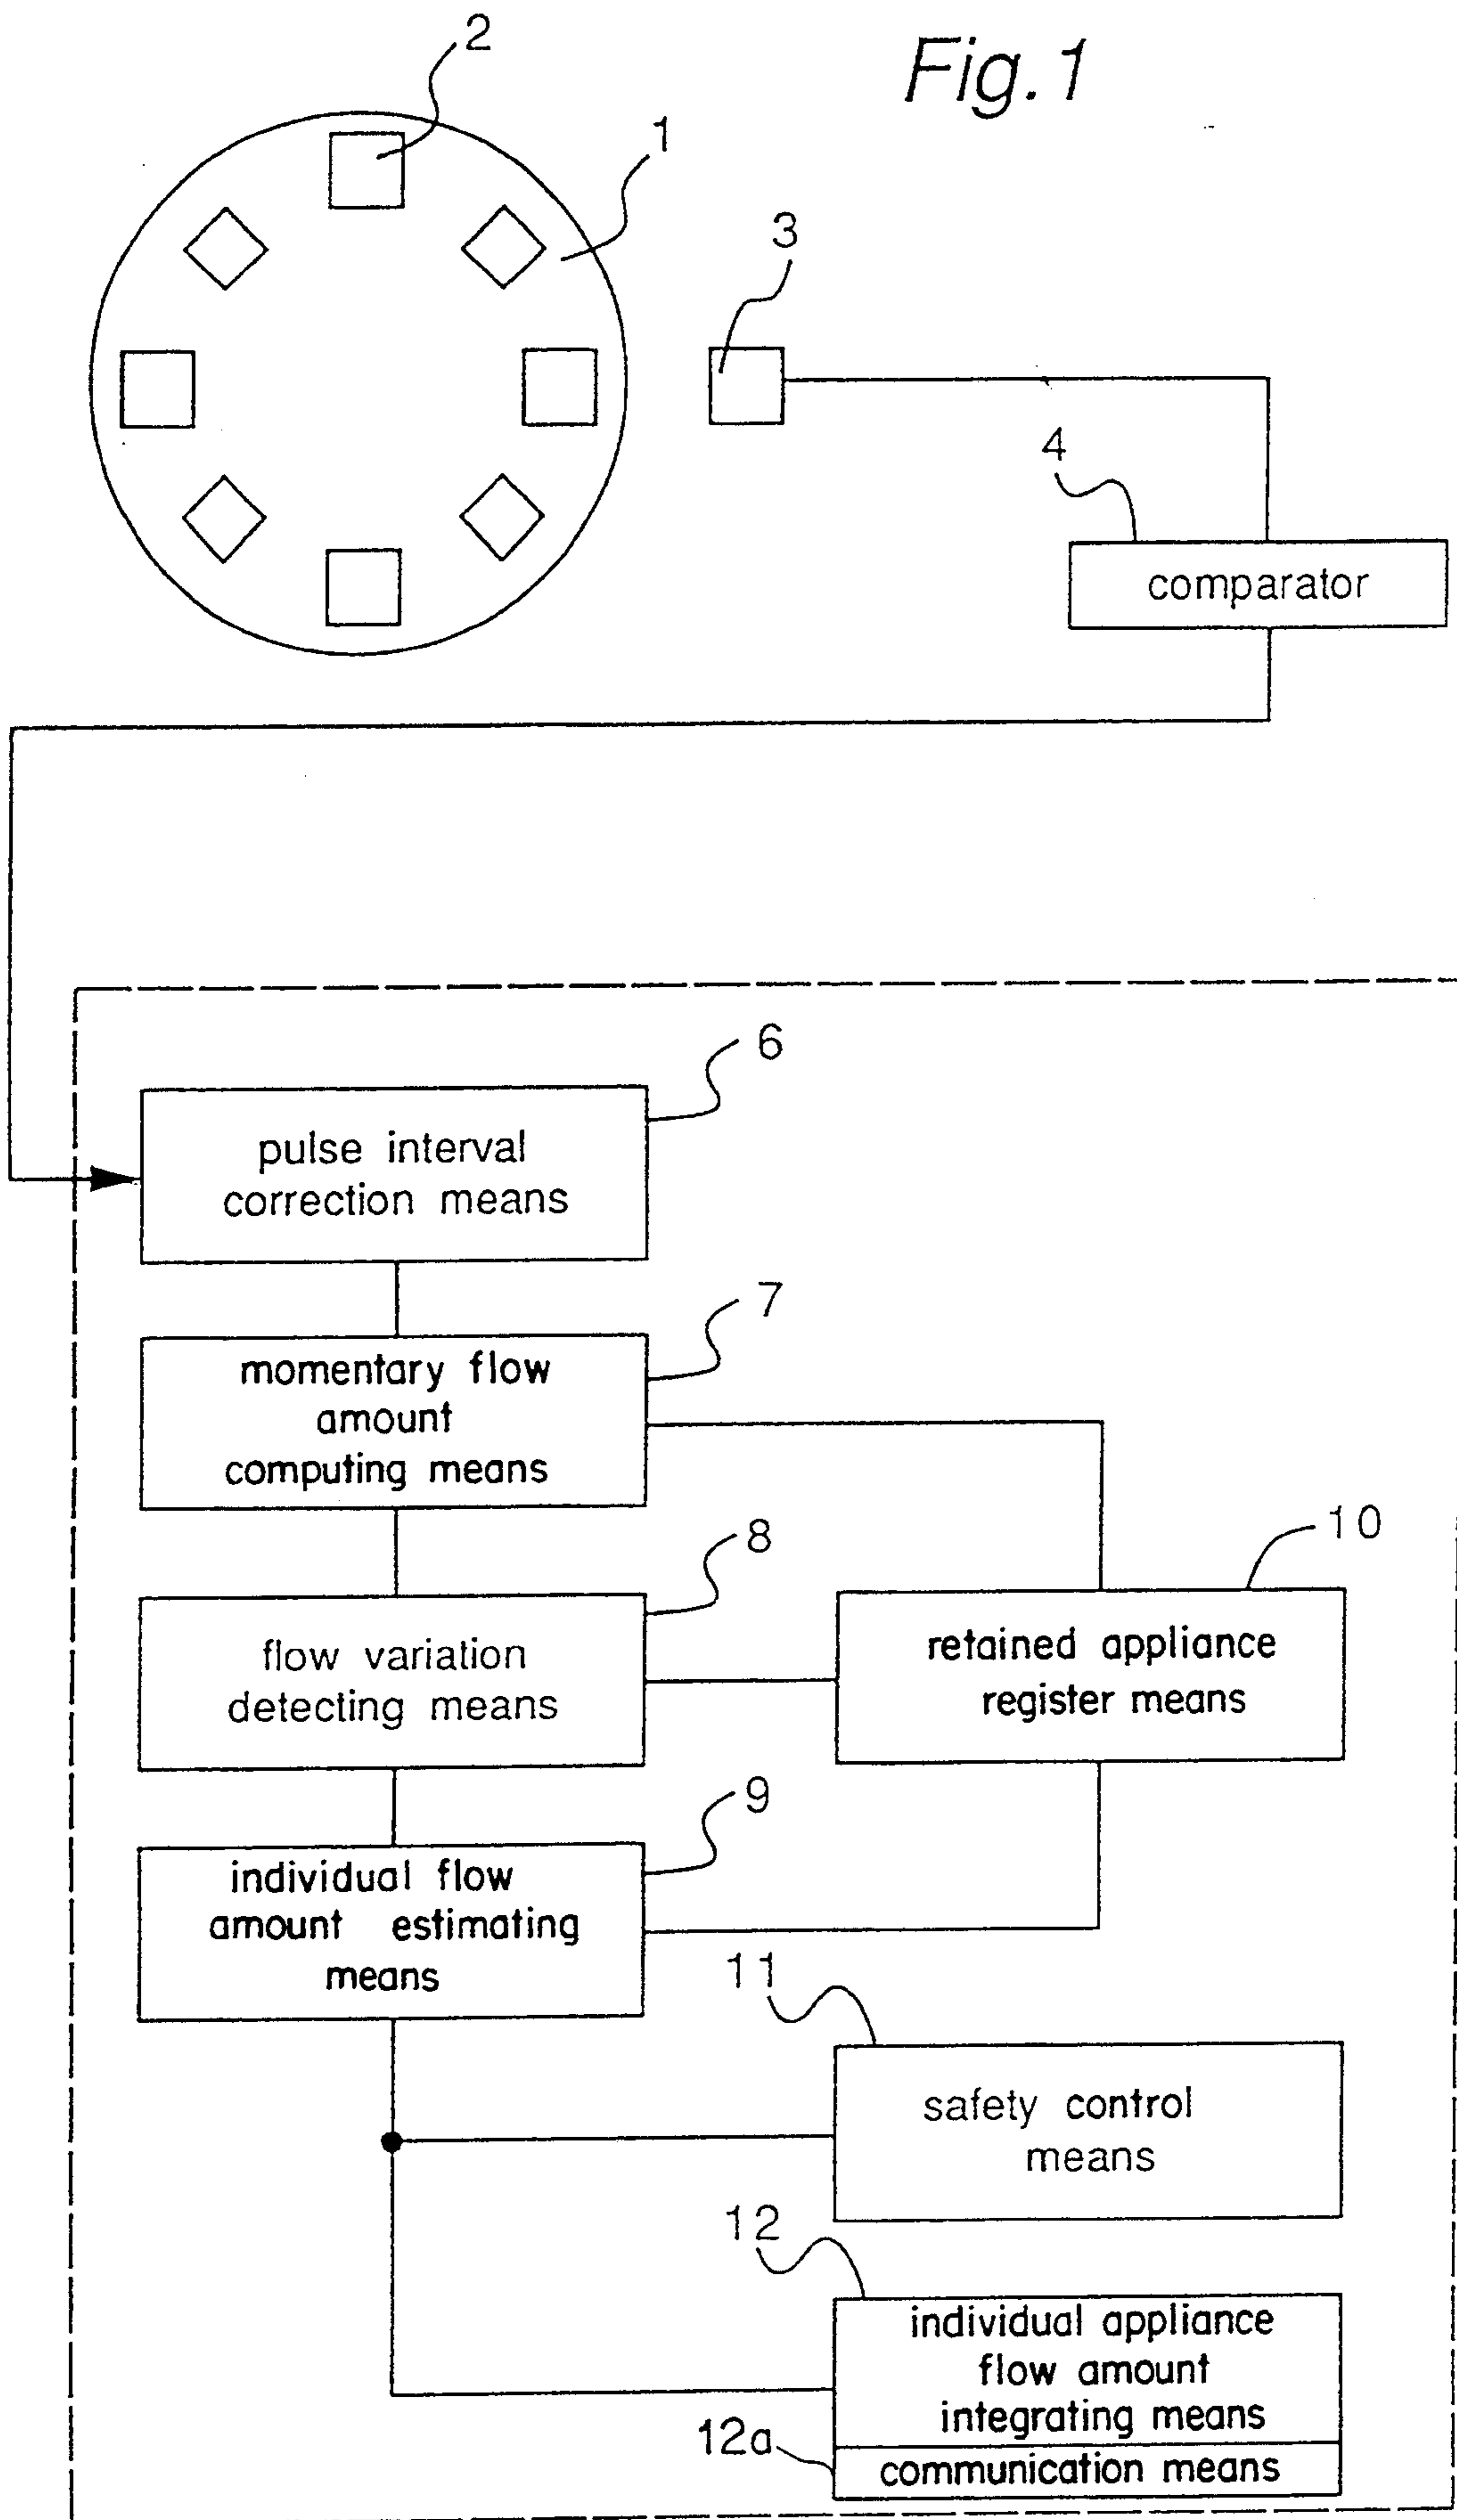 Fig.1
2
1
3
4
comparator
6
pulse interval
correction means
7
momentary flow
amount
computing means
8
10
flow variation
detecting means
retained appliance
register means
9
individual flow
amount estimating
means
11
safety control
means
12
individual appliance
flow amount
integrating means
12a
communication means